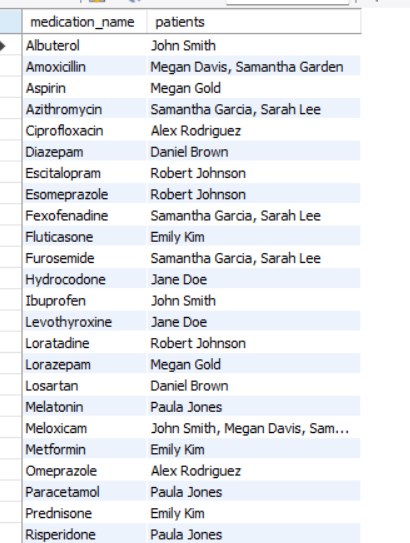 medication_name patients
Albuterol John Smith
Amoxicillin Megan Davis, Samantha Garden
Aspirin Megan Gold
Azithromycin Samantha Garcia, Sarah Lee
Ciprofloxacin Alex Rodriguez
Diazepam Daniel Brown
Escitalopram Robert Johnson
Esomeprazole Robert Johnson
Fexofenadine Samantha Garcia, Sarah Lee
Fluticasone Emily Kim
Furosemide Samantha Garcia, Sarah Lee
Hydrocodone Jane Doe
Ibuprofen John Smith
Levothyroxine Jane Doe
Loratadine Robert Johnson
Lorazepam Megan Gold
Losartan Daniel Brown
Melatonin Paula Jones
Meloxicam John Smith, Megan Davis, Sam...
Metformin Emily Kim
Omeprazole Alex Rodriguez
Paracetamol Paula Jones
Prednisone Emily Kim
Risperidone Paula Jones